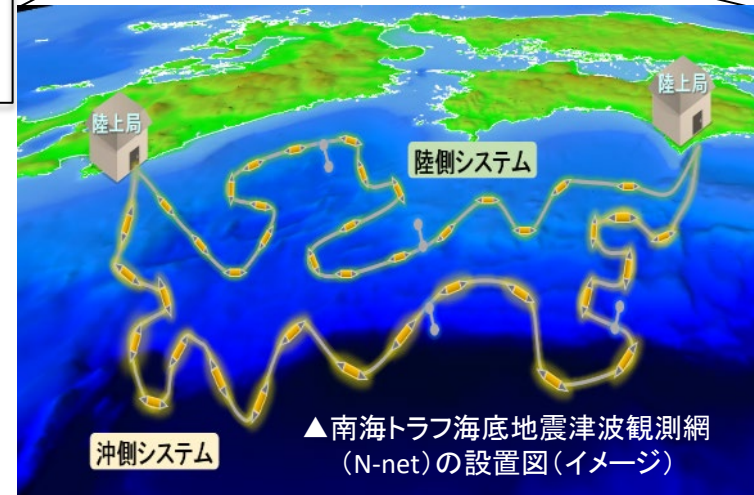 陸上局
陸上局
陸側システム
沖側システム
▲南海トラフ海底地震津波観測網
（N-net）の設置図（イメージ）